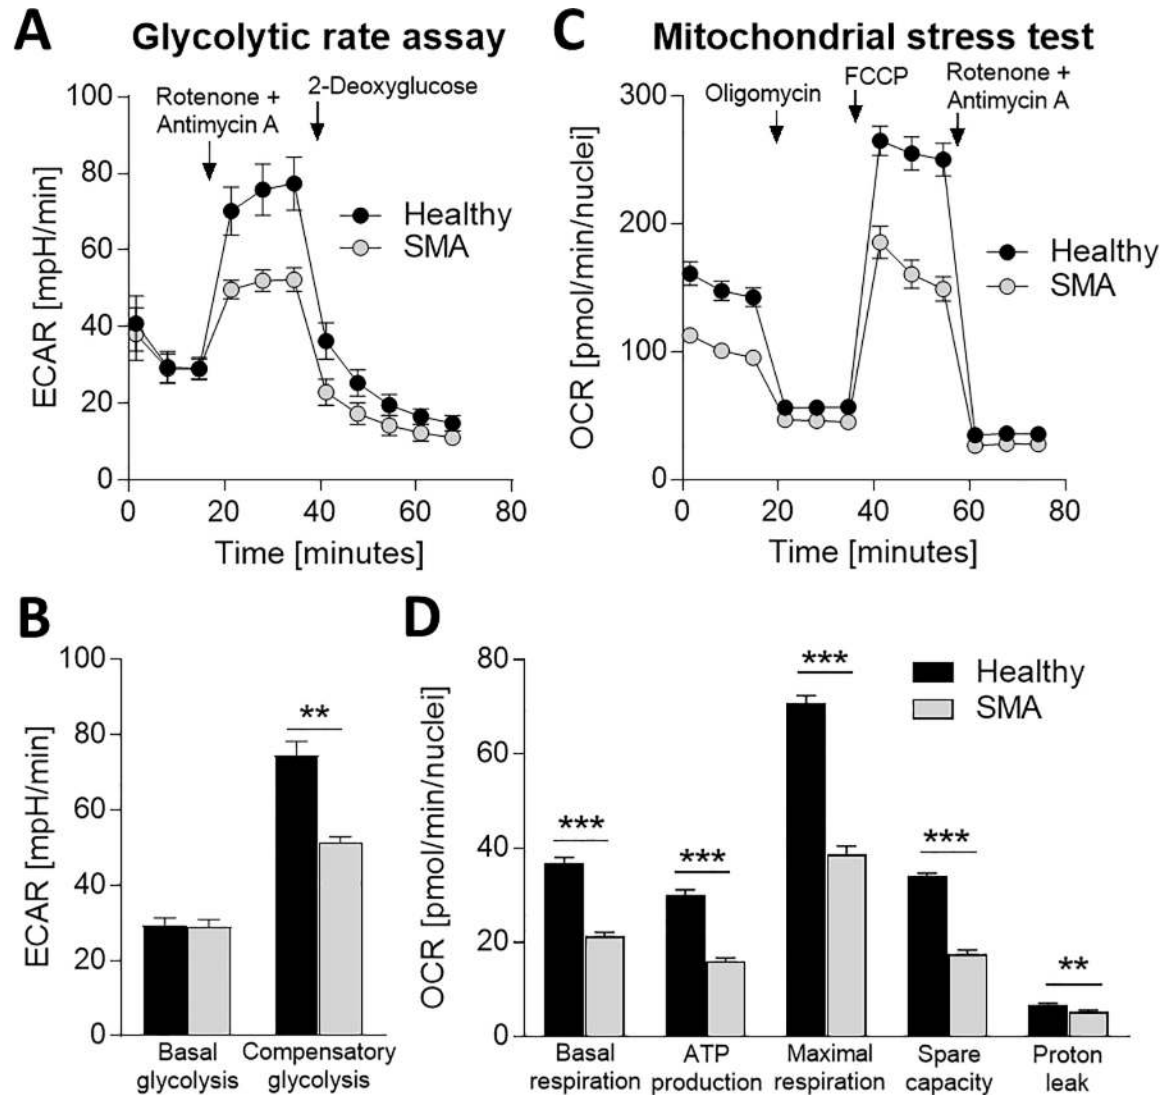 A
Glycolytic rate assay
100
80
60
40
20
0
ECAR [mpH/min]
Rotenone +
Antimycin A
2-Deoxyglucose
Healthy
SMA
0
20
40
60
80
Time [minutes]
C
Mitochondrial stress test
300
200
100
0
OCR [pmol/min/nuclei]
Oligomycin
FCCP
Rotenone +
Antimycin A
Healthy
SMA
0
20
40
60
80
Time [minutes]
B
100
80
60
40
20
0
ECAR [mpH/min]
**
Basal
glycolysis
Compensatory
glycolysis
D
80
60
40
20
0
OCR [pmol/min/nuclei]
***
***
***
***
**
Healthy
SMA
Basal
respiration
ATP
production
Maximal
respiration
Spare
capacity
Proton
leak